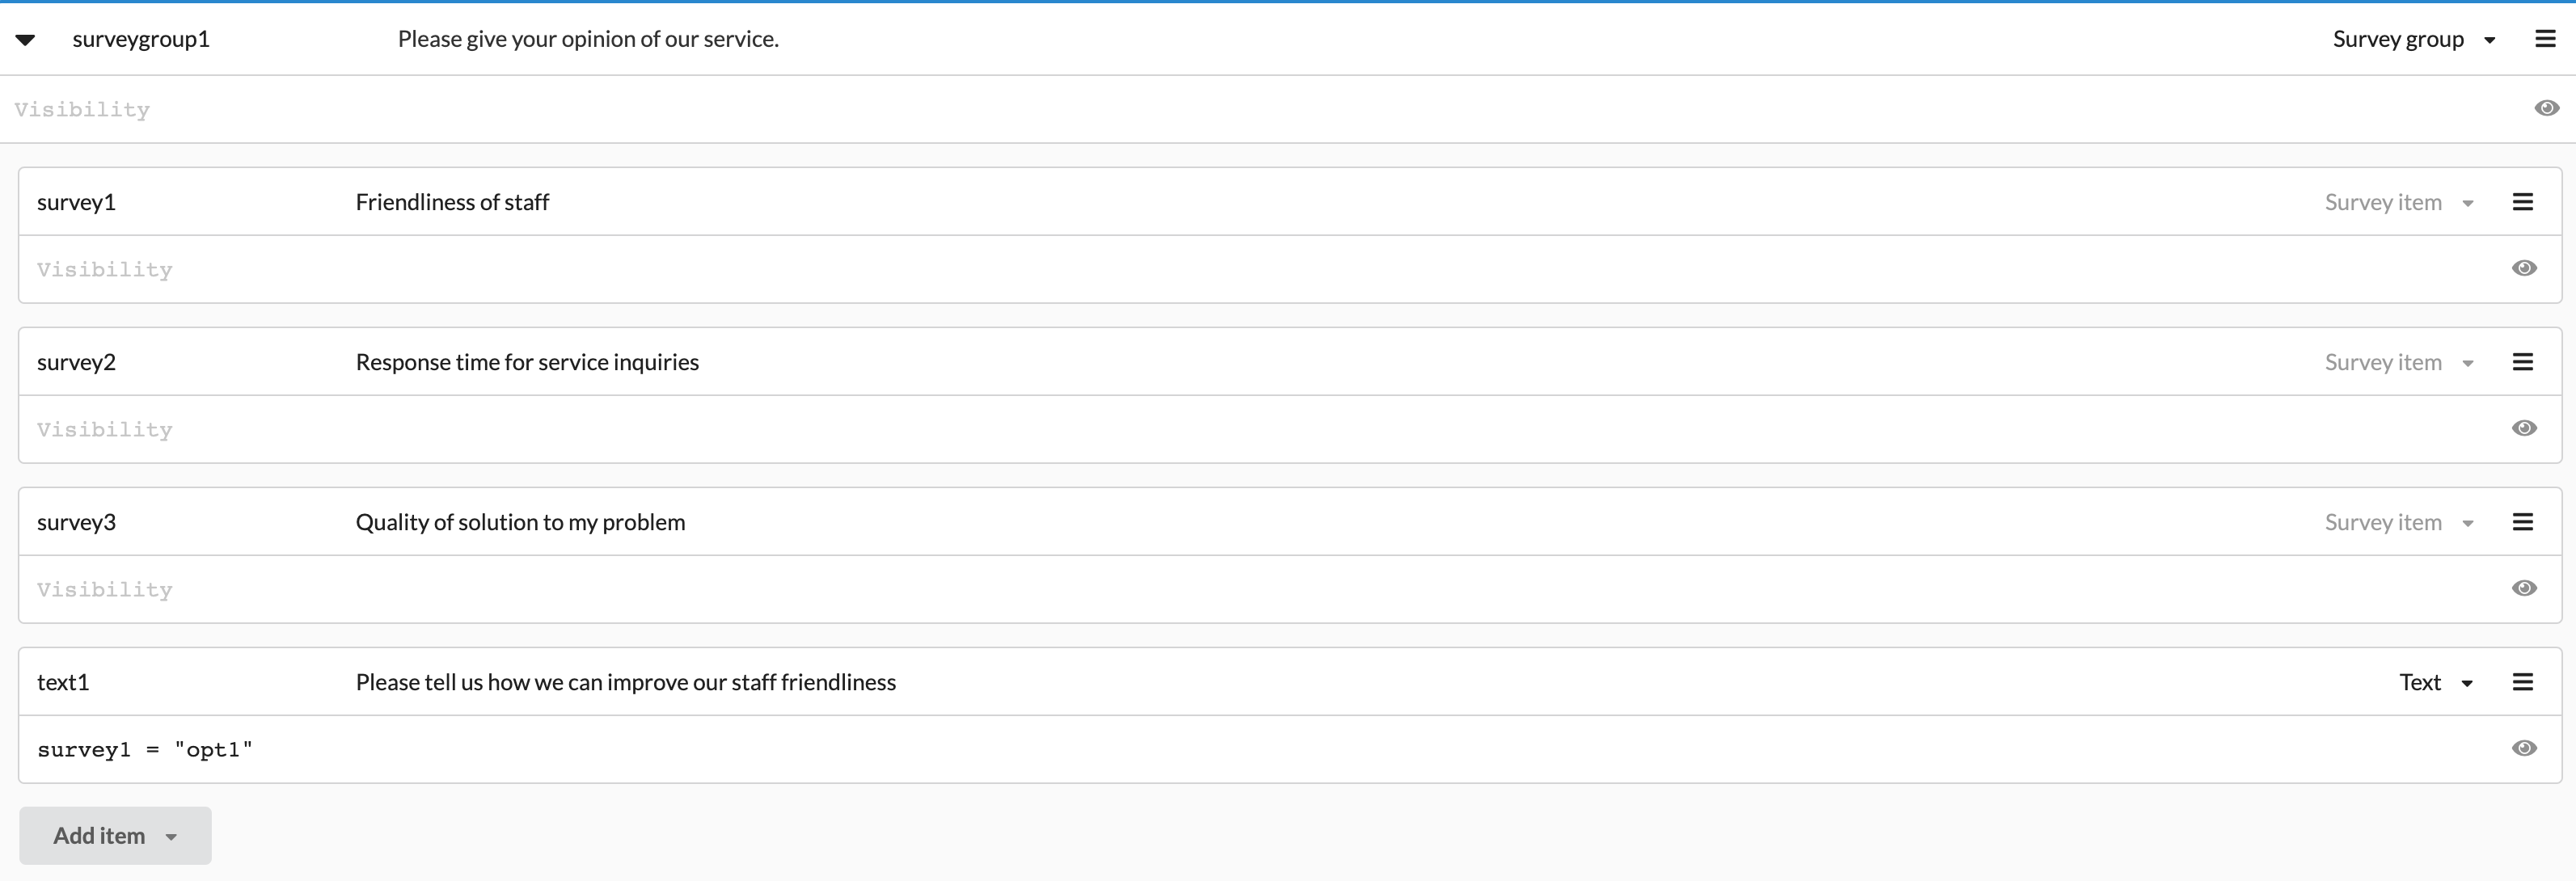 surveygroup1 Please give your opinion of our service. Survey group
Visibility
survey1 Friendliness of staff Survey item
Visibility
survey2 Response time for service inquiries Survey item
Visibility
survey3 Quality of solution to my problem Survey item
Visibility
text1 Please tell us how we can improve our staff friendliness Text
survey1 = "opt1"
Add item